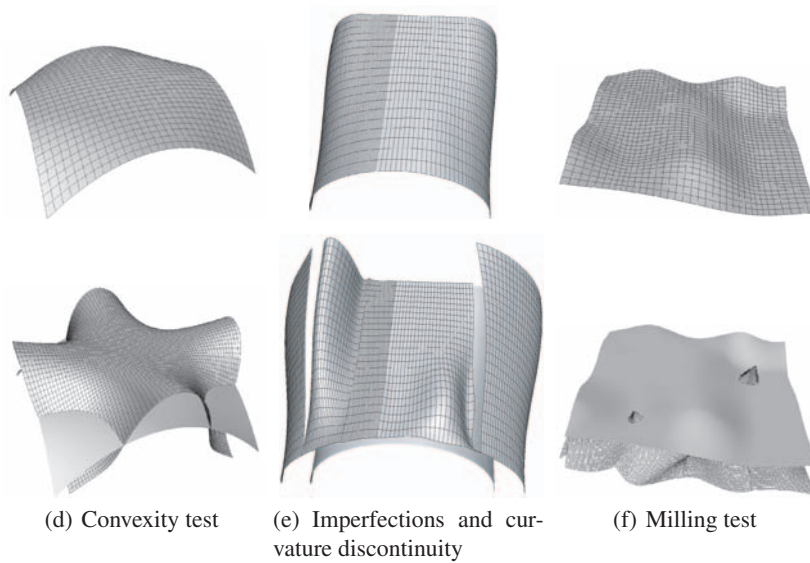 (d) Convexity test
(e) Imperfections and cur-
vature discontinuity
(f) Milling test